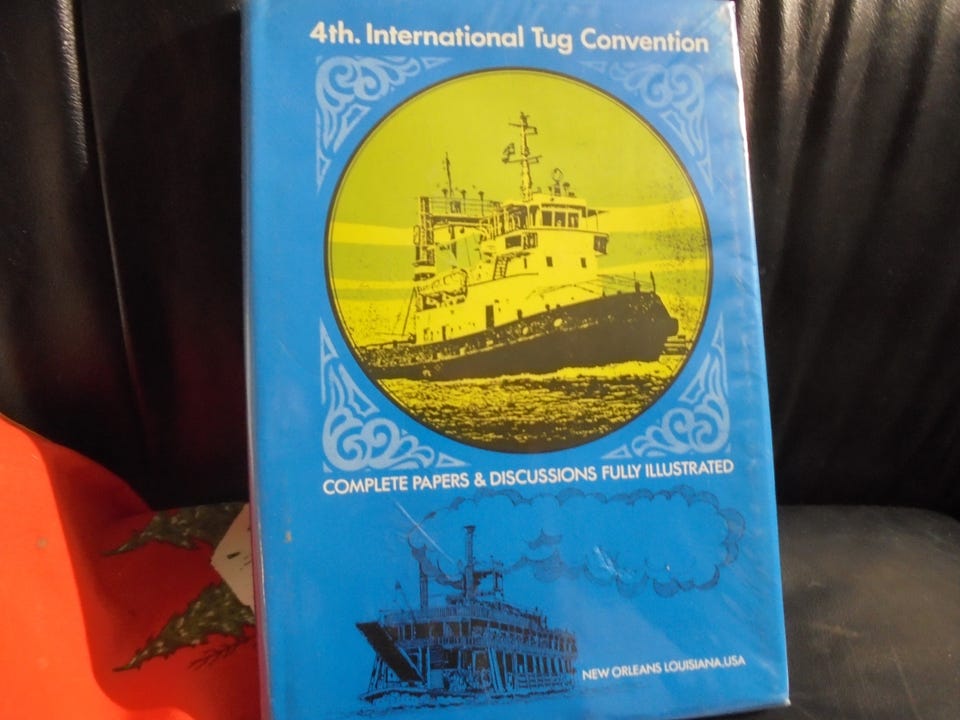 4th. International Tug Convention
COMPLETE PAPERS & DISCUSSIONS FULLY ILLUSTRATED
NEW ORLEANS LOUISIANA.USA